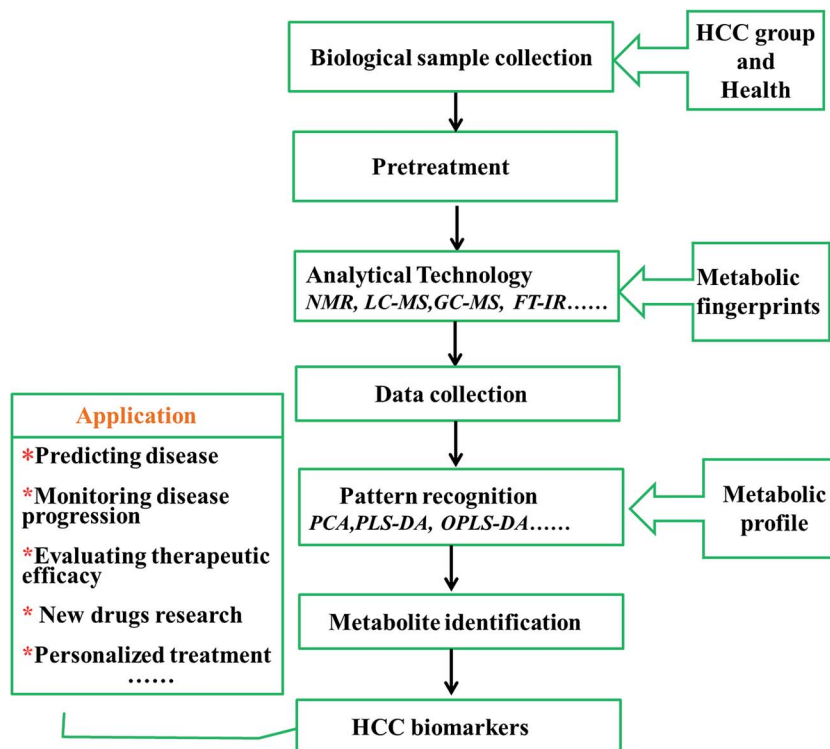 Biological sample collection
HCC group
and
Health
Pretreatment
Analytical Technology
NMR, LC-MS,GC-MS, FT-IR......
Metabolic
fingerprints
Data collection
Application
*Predicting disease
*Monitoring disease
progression
*Evaluating therapeutic
efficacy
* New drugs research
*Personalized treatment
......
Pattern recognition
PCA,PLS-DA, OPLS-DA......
Metabolic
profile
Metabolite identification
HCC biomarkers